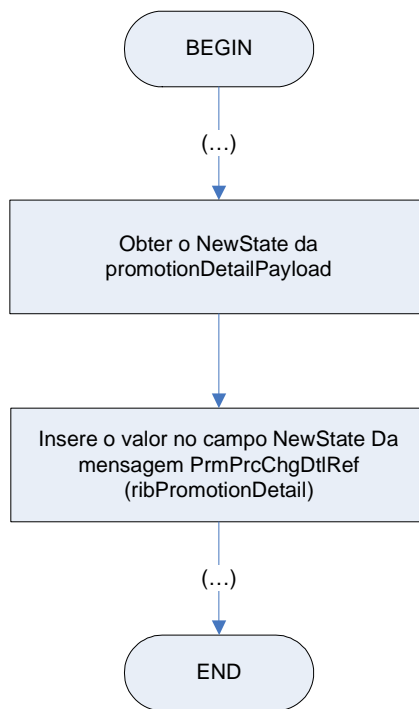 BEGIN
(...)
Obter o NewState da
promotionDetailPayload
Insere o valor no campo NewState Da
mensagem PrmPrcChgDtlRef
(ribPromotionDetail)
(...)
END